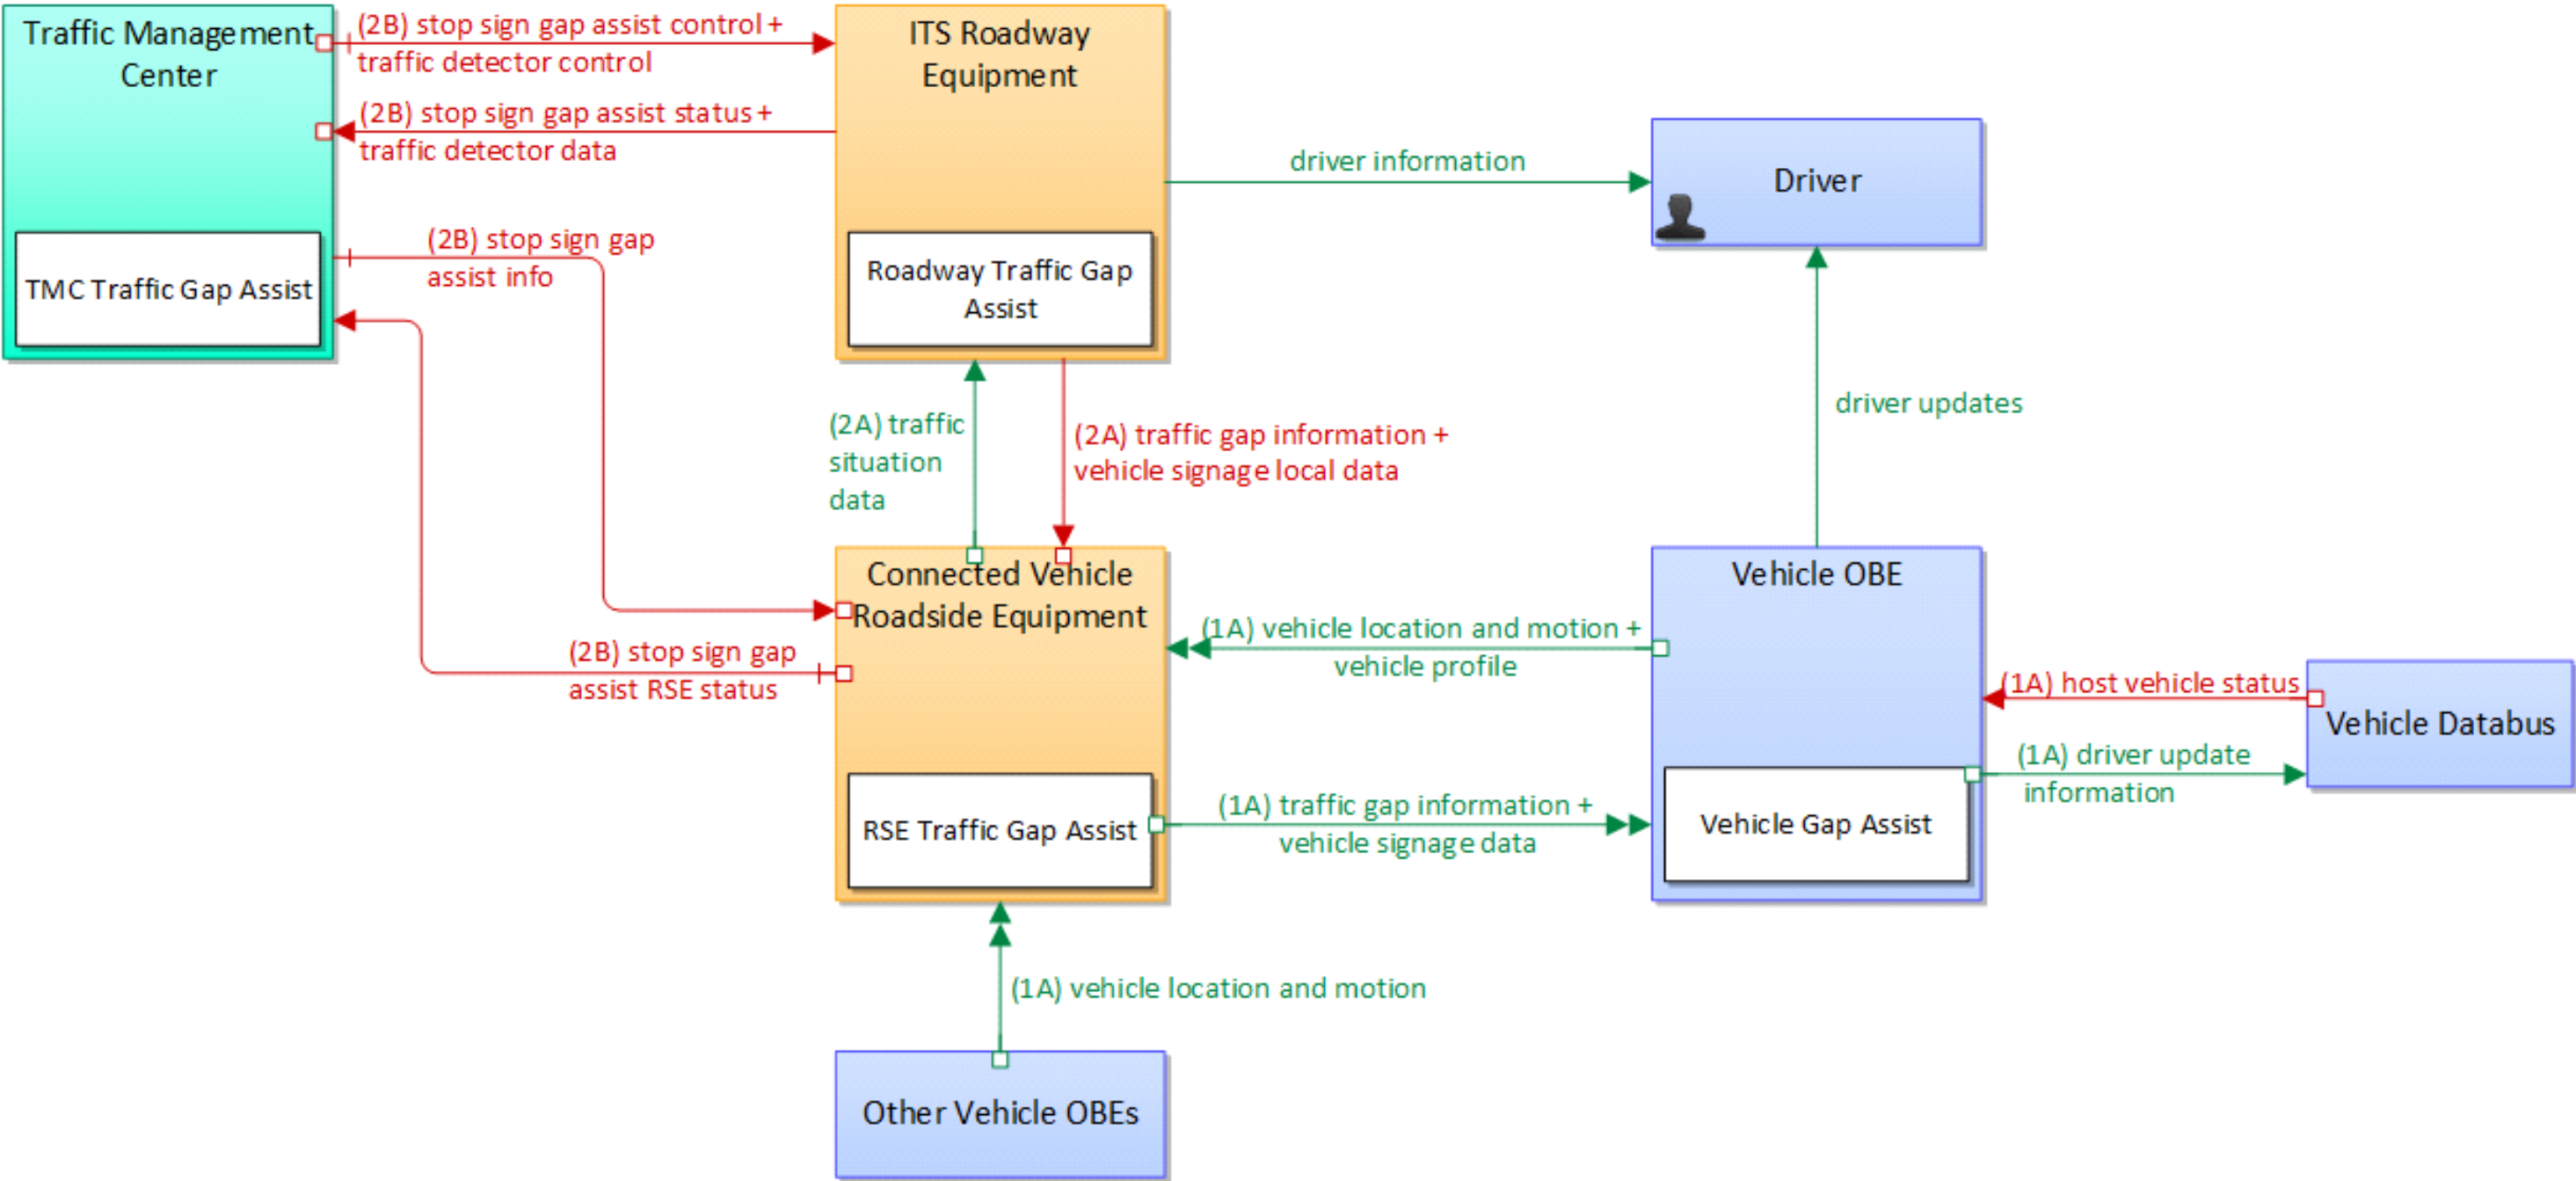 Traffic Management
Center
TMC Traffic Gap Assist
(2B) stop sign gap assist control +
traffic detector control
(2B) stop sign gap assist status +
traffic detector data
(2B) stop sign gap
assist info
(2B) stop sign gap
assist RSE status
ITS Roadway
Equipment
Roadway Traffic Gap
Assist
driver information
Driver
(2A) traffic
situation
data
(2A) traffic gap information +
vehicle signage local data
driver updates
Connected Vehicle
Roadside Equipment
RSE Traffic Gap Assist
(1A) vehicle location and motion +
vehicle profile
(1A) traffic gap information +
vehicle signage data
Vehicle OBE
Vehicle Gap Assist
(1A) host vehicle status
(1A) driver update
information
Vehicle Databus
(1A) vehicle location and motion
Other Vehicle OBEs